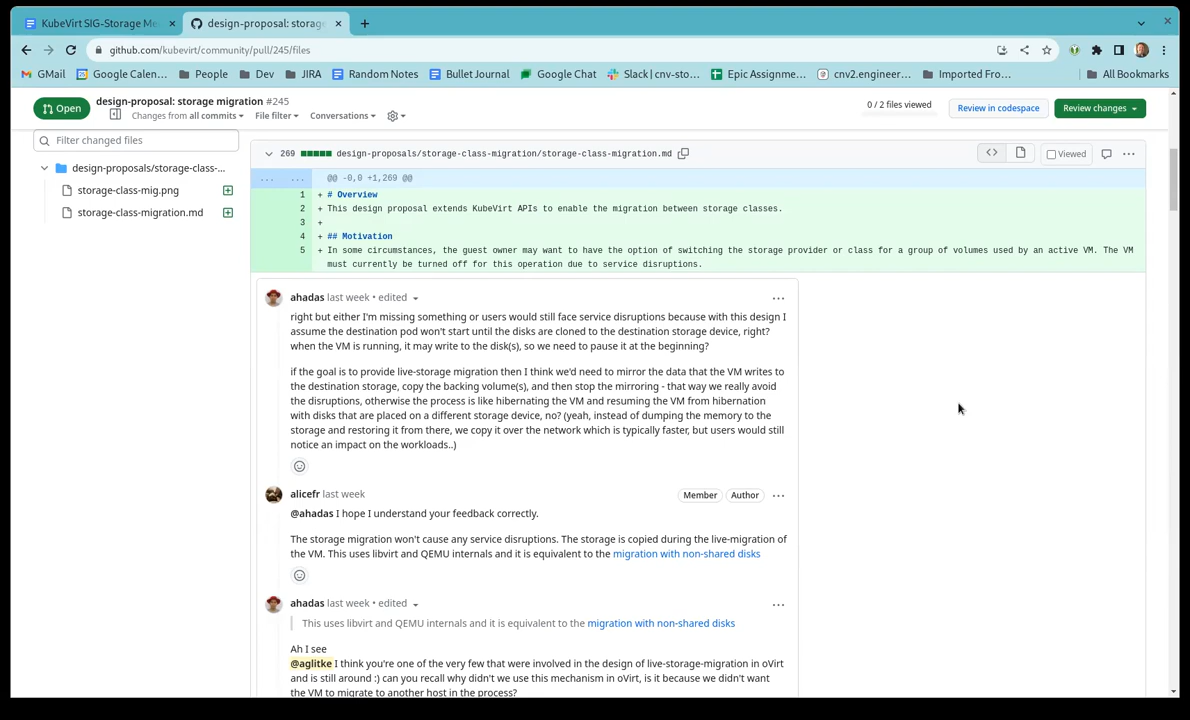 KubeVirt SIG-Storage Me
design-proposal: storag
github.com/kubevirt/community/pull/245/files
GMail
Google Calen...
People
Dev
JIRA
Random Notes
Bullet Journal
Google Chat
Slack | cnv-sto...
Epic Assignme...
cnv2.engineer...
Imported Fro...
All Bookmarks
Open
design-proposal: storage migration #245
Changes from all commits
File filter
Conversations
0 / 2 files viewed
Review in codespace
Review changes
Filter changed files
design-proposals/storage-class-...
storage-class-mig.png
storage-class-migration.md
269
design-proposals/storage-class-migration/storage-class-migration.md
Viewed
... ... @@ -0,0 +1,269 @@
1 + # Overview
2 + This design proposal extends KubeVirt APIs to enable the migration between storage classes.
3 +
4 + ## Motivation
5 + In some circumstances, the guest owner may want to have the option of switching the storage provider or class for a group of volumes used by an active VM. The VM
must currently be turned off for this operation due to service disruptions.
ahadas last week • edited
right but either I'm missing something or users would still face service disruptions because with this design I
assume the destination pod won't start until the disks are cloned to the destination storage device, right?
when the VM is running, it may write to the disk(s), so we need to pause it at the beginning?
if the goal is to provide live-storage migration then I think we'd need to mirror the data that the VM writes to
the destination storage, copy the backing volume(s), and then stop the mirroring - that way we really avoid
the disruptions, otherwise the process is like hibernating the VM and resuming the VM from hibernation
with disks that are placed on a different storage device, no? (yeah, instead of dumping the memory to the
storage and restoring it from there, we copy it over the network which is typically faster, but users would still
notice an impact on the workloads..)
alicefr last week
Member
Author
@ahadas I hope I understand your feedback correctly.
The storage migration won't cause any service disruptions. The storage is copied during the live-migration of
the VM. This uses libvirt and QEMU internals and it is equivalent to the migration with non-shared disks
ahadas last week • edited
This uses libvirt and QEMU internals and it is equivalent to the migration with non-shared disks
Ah I see
@aglitke I think you're one of the very few that were involved in the design of live-storage-migration in oVirt
and is still around :) can you recall why didn't we use this mechanism in oVirt, is it because we didn't want
the VM to migrate to another host in the process?